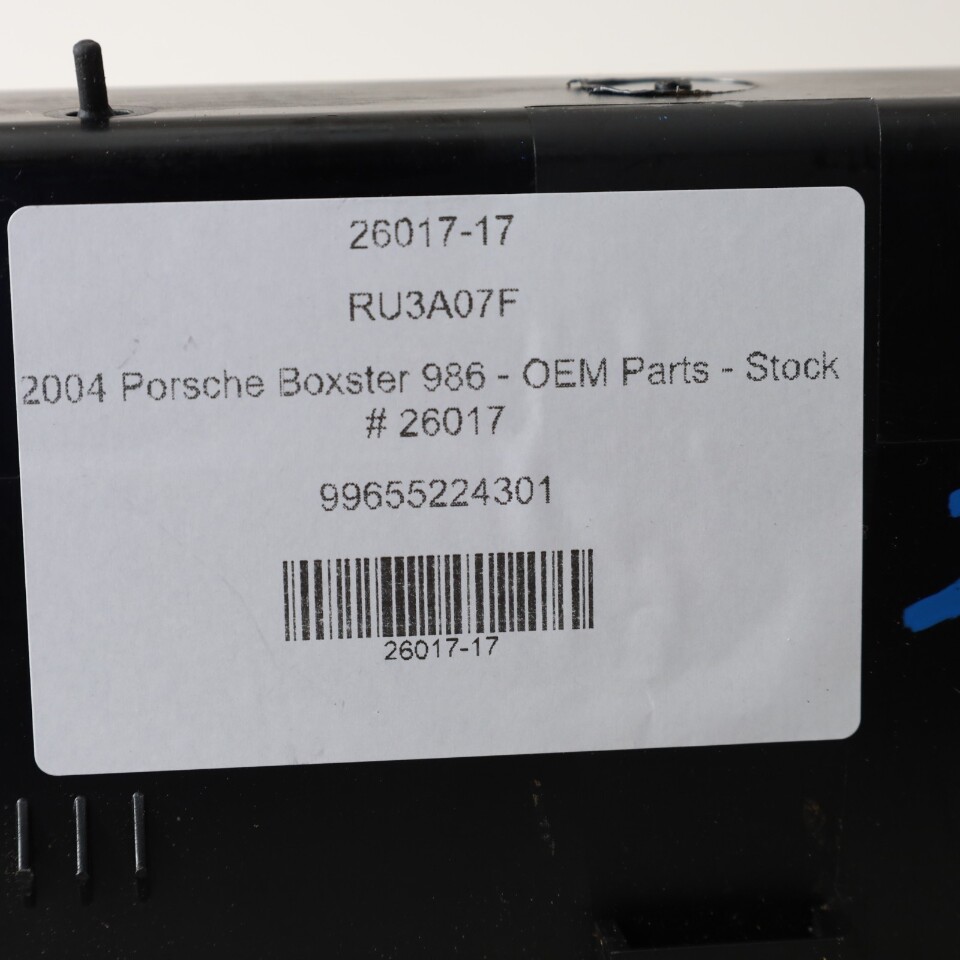 26017-17
RU3A07F
2004 Porsche Boxster 986 - OEM Parts - Stock
# 26017
99655224301
26017-17